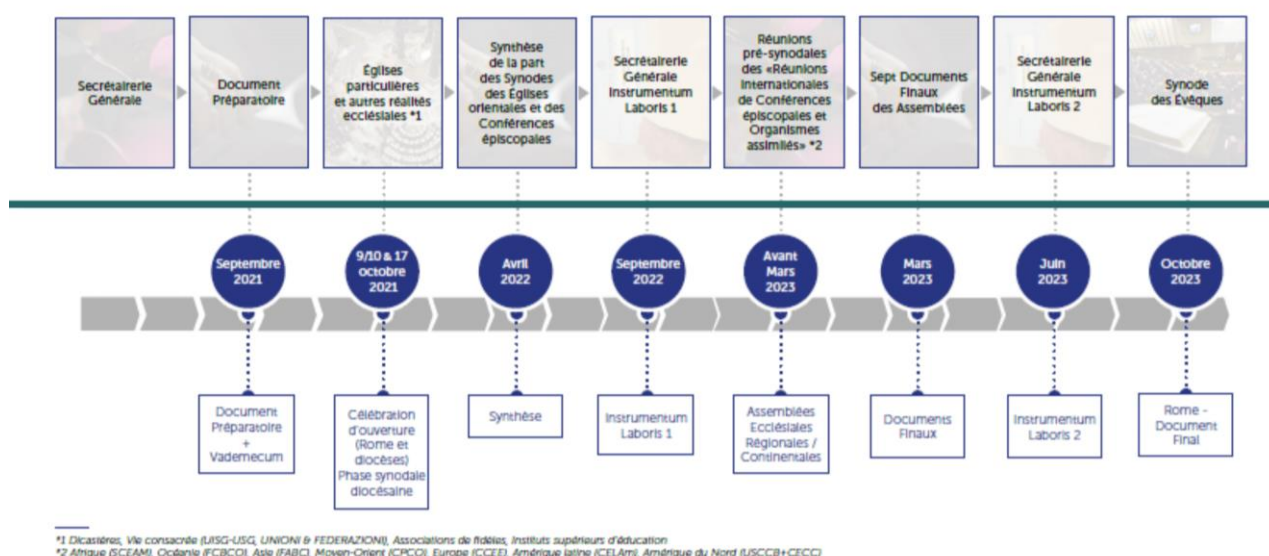 Secrétairerie
Générale
Document
Préparatoire
Églises
particulières
et autres réalités
ecclésiales *1
Synthèse
de la part
des Synodes
des Églises
orientales et des
Conférences
épiscopales
Secrétairerie
Générale
Instrumentum
Laboris 1
Réunions
pré-synodales
des «Réunions
Internationales
de Conférences
épiscopales et
Organismes
assimilés» *2
Sept Documents
Finaux
des Assemblées
Secrétairerie
Générale
Instrumentum
Laboris 2
Synode
des Évêques
Septembre
2021
9/10 & 17
octobre
2021
Avril
2022
Septembre
2022
Avant
Mars
2023
Mars
2023
Juin
2023
Octobre
2023
Document
Préparatoire
+
Vademecum
Célébration
d'ouverture
(Rome et
diocèses)
Phase synodale
diocésaine
Synthèse
Instrumentum
Laboris 1
Assemblées
Ecclésiales
Régionales /
Continentales
Documents
Finaux
Instrumentum
Laboris 2
Rome -
Document
Final
*1 Dicastères, Vie consacrée (UISG-USG, UNIONI & FEDERAZIONI), Associations de fidèles, Instituts supérieurs d'éducation
*2 Afrique (SCEAM), Océanie (FCBCO), Asie (FABC), Moyen-Orient (CPCO), Europe (CCEE), Amérique latine (CELAm), Amérique du Nord (USCCB+CECC)